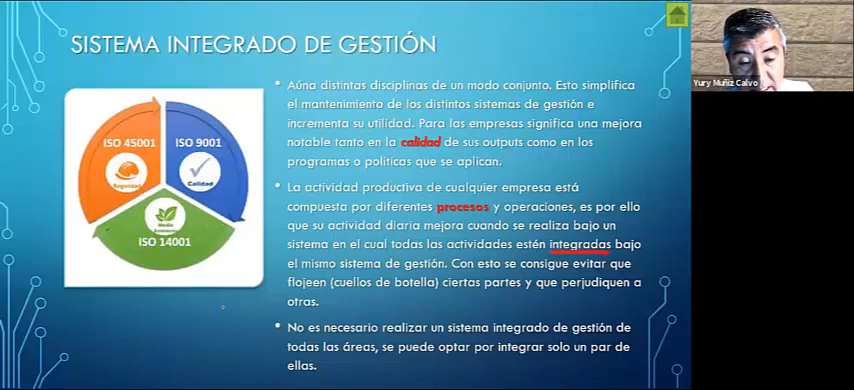 SISTEMA INTEGRADO DE GESTIÓN
ISO 45001
Seguridad
ISO 9001
Calidad
Medio
Ambiente
ISO 14001
• Aúna distintas disciplinas de un modo conjunto. Esto simplifica
el mantenimiento de los distintos sistemas de gestión e
incrementa su utilidad. Para las empresas significa una mejora
notable tanto en la calidad de sus outputs como en los
programas o políticas que se aplican.
• La actividad productiva de cualquier empresa está
compuesta por diferentes procesos y operaciones, es por ello
que su actividad diaria mejora cuando se realiza bajo un
sistema en el cual todas las actividades estén integradas bajo
el mismo sistema de gestión. Con esto se consigue evitar que
flojeen (cuellos de botella) ciertas partes y que perjudiquen a
otras.
• No es necesario realizar un sistema integrado de gestión de
todas las áreas, se puede optar por integrar solo un par de
ellas.
Yury Muñiz Calvo